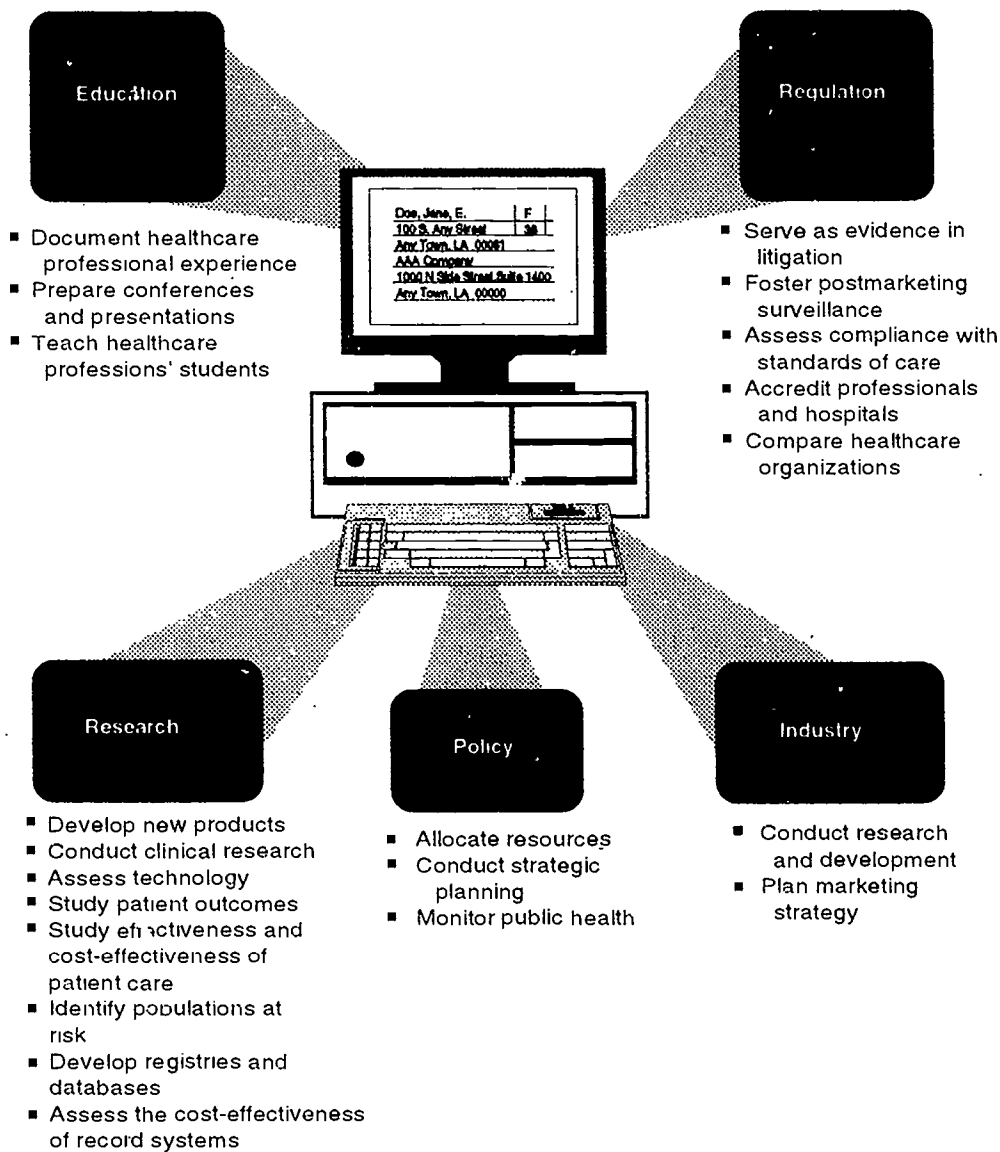 Education
■ Document healthcare
professional experience
■ Prepare conferences
and presentations
■ Teach healthcare
professions' students
Doe, Jane, E. F
100 S. Any Street 38
Any Town, LA 00081
AAA Company
1000 N Side Street Suite 1400
Any Town, LA 00000
Regulation
■ Serve as evidence in
litigation
■ Foster postmarketing
surveillance
■ Assess compliance with
standards of care
■ Accredit professionals
and hospitals
■ Compare healthcare
organizations
Research
■ Develop new products
■ Conduct clinical research
■ Assess technology
■ Study patient outcomes
■ Study effectiveness and
cost-effectiveness of
patient care
■ Identify populations at
risk
■ Develop registries and
databases
■ Assess the cost-effectiveness
of record systems
Policy
■ Allocate resources
■ Conduct strategic
planning
■ Monitor public health
Industry
■ Conduct research
and development
■ Plan marketing
strategy